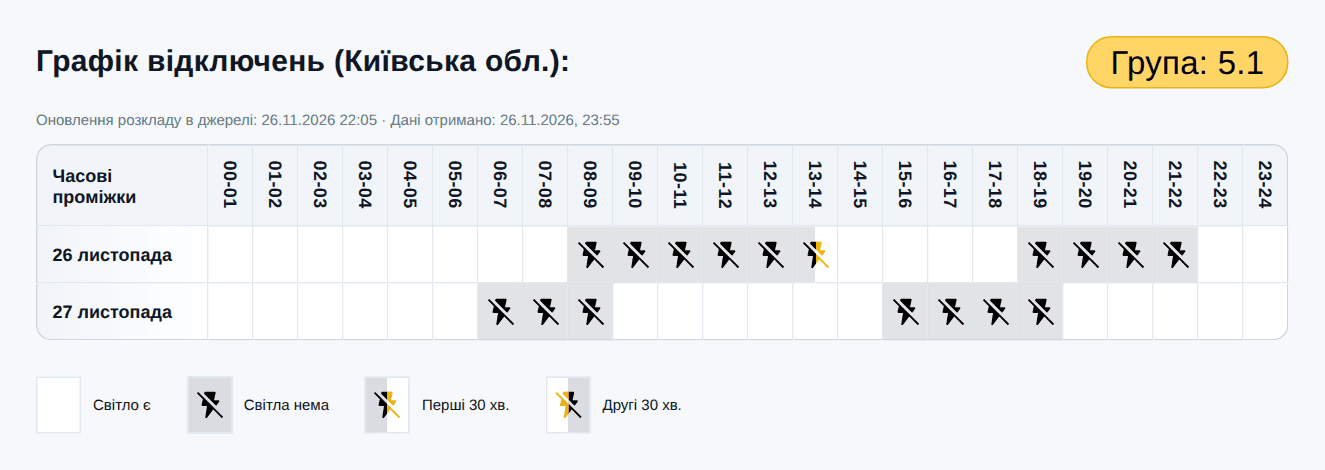 Графік відключень (Київська обл.):
Група: 5.1
Оновлення розкладу в джерелі: 26.11.2026 22:05 · Дані отримано: 26.11.2026, 23:55
Часові
проміжки
00-01
01-02
02-03
03-04
04-05
05-06
06-07
07-08
08-09
09-10
10-11
11-12
12-13
13-14
14-15
15-16
16-17
17-18
18-19
19-20
20-21
21-22
22-23
23-24
26 листопада
27 листопада
Світло є
Світла нема
Перші 30 хв.
Другі 30 хв.